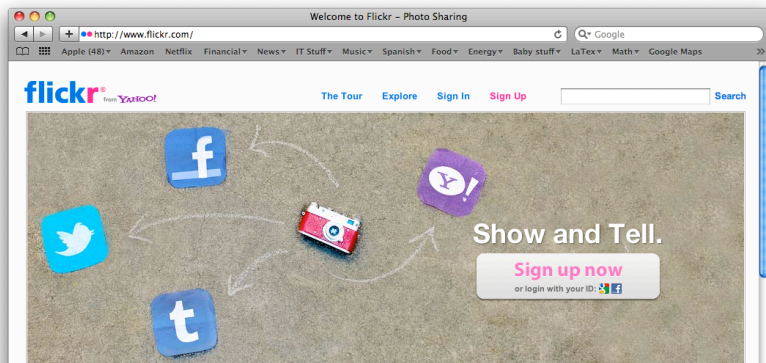 Welcome to Flickr – Photo Sharing
http://www.flickr.com/
Google
Apple (48) Amazon Netflix Financial News IT Stuff Music Spanish Food Energy Baby stuff LaTex Math Google Maps
flickr® from YAHOO!
The Tour Explore Sign In Sign Up Search
f
Y!
t
Show and Tell.
Sign up now
or login with your ID: